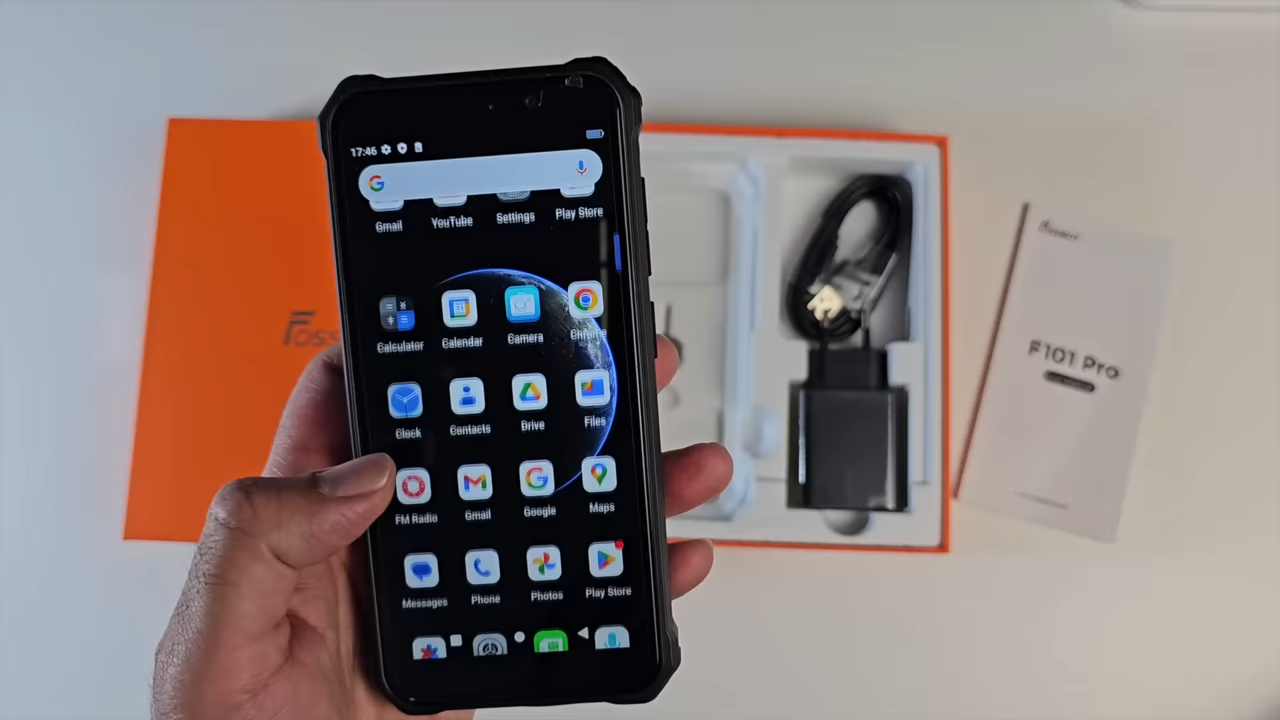 17:46
Gmail YouTube Settings Play Store
Calculator Calendar Camera Chrome
Clock Contacts Drive Files
FM Radio Gmail Google Maps
Messages Phone Photos Play Store
F101 Pro